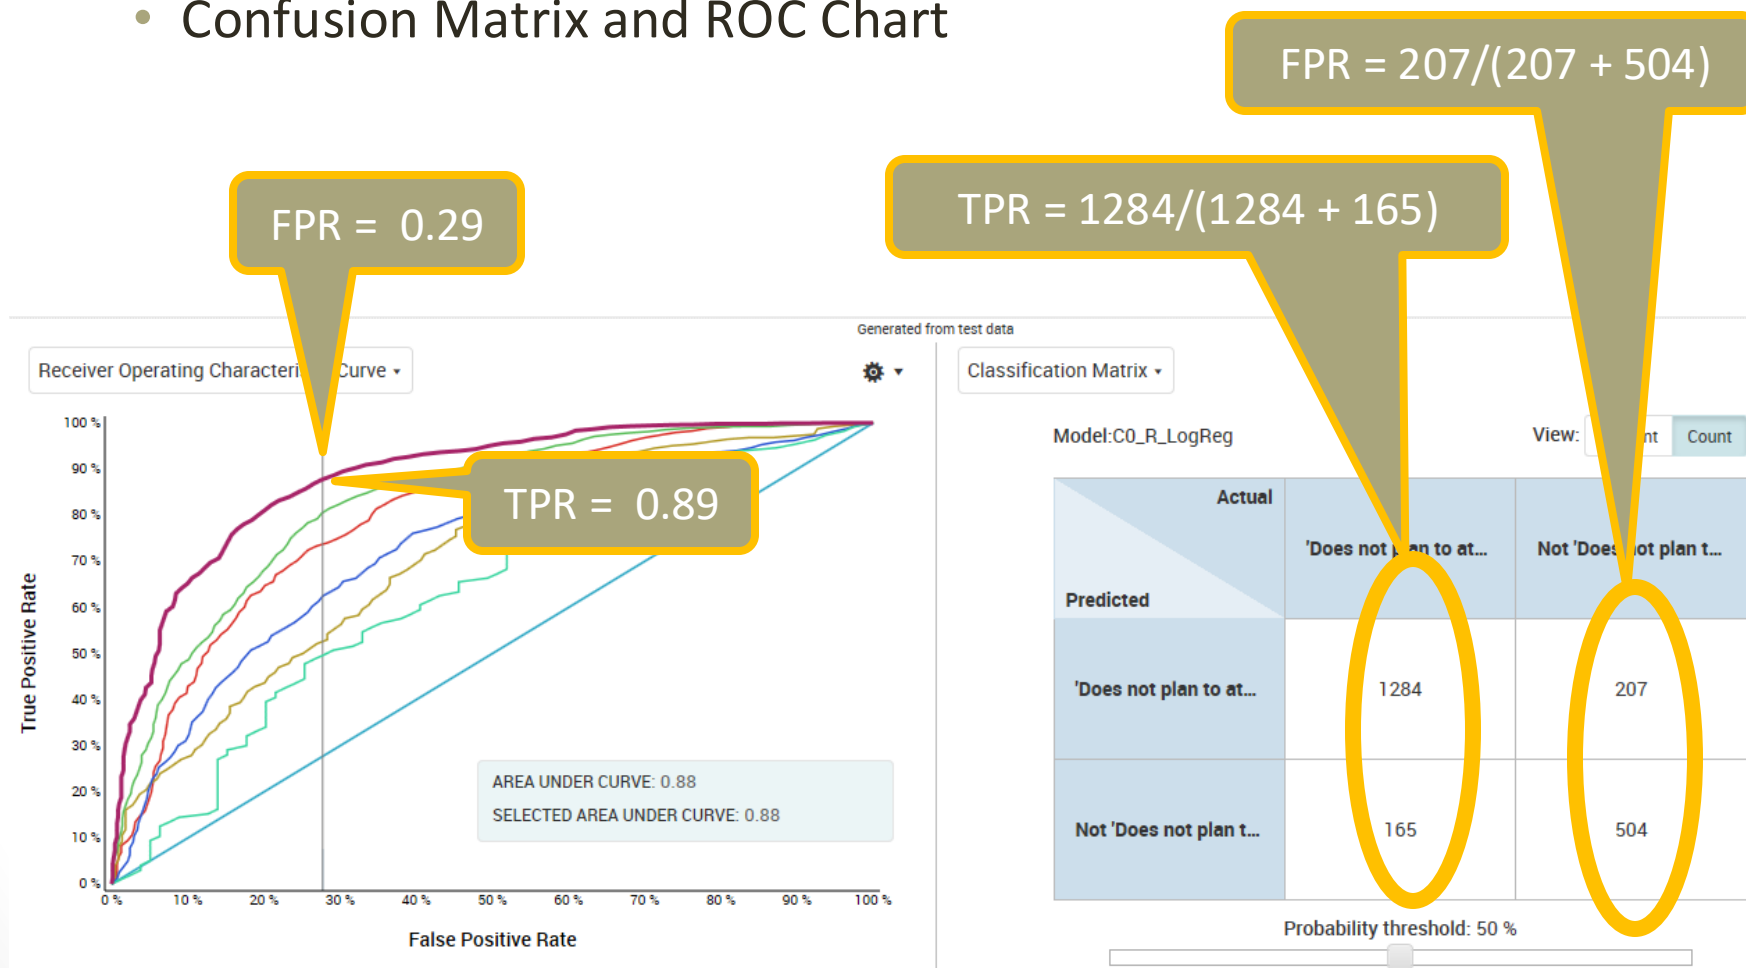 • Confusion Matrix and ROC Chart
FPR = 207/(207 + 504)
TPR = 1284/(1284 + 165)
FPR = 0.29
Generated from test data
Receiver Operating Characteri Curve
Classification Matrix
100 %
90 %
80 %
70 %
60 %
50 %
40 %
30 %
20 %
10 %
0 %
True Positive Rate
TPR = 0.89
AREA UNDER CURVE: 0.88
SELECTED AREA UNDER CURVE: 0.88
0 % 10 % 20 % 30 % 40 % 50 % 60 % 70 % 80 % 90 % 100 %
False Positive Rate
Model:C0_R_LogReg
View: nt Count
Actual
Predicted
'Does not plan to at... Not 'Does not plan t...
'Does not plan to at... 1284 207
Not 'Does not plan t... 165 504
Probability threshold: 50 %